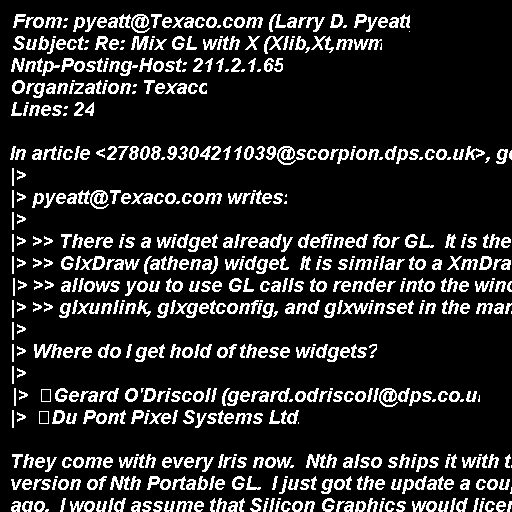 From: pyeatt@Texaco.com (Larry D. Pyeatt
Subject: Re: Mix GL with X (Xlib,Xt,mwm
Nntp-Posting-Host: 211.2.1.65
Organization: Texaco
Lines: 24
In article <27808.9304211039@scorpion.dps.co.uk>,
|>
|> pyeatt@Texaco.com writes:
|>
|> >> There is a widget already defined for GL.  It is the
|> >> GlxDraw (athena) widget.  It is similar to a
|> >> allows you to use GL calls to render into the
|> >> glxunlink, glxgetconfig, and glxwinset in the
|>
|> Where do I get hold of these widgets?
|>
|>  Gerard O'Driscoll (gerard.odriscoll@dps.co.u
|>  Du Pont Pixel Systems Ltd
They come with every Iris now.  Nth also ships it with
version of Nth Portable GL.  I just got the update a
ago.  I would assume that Silicon Graphics would